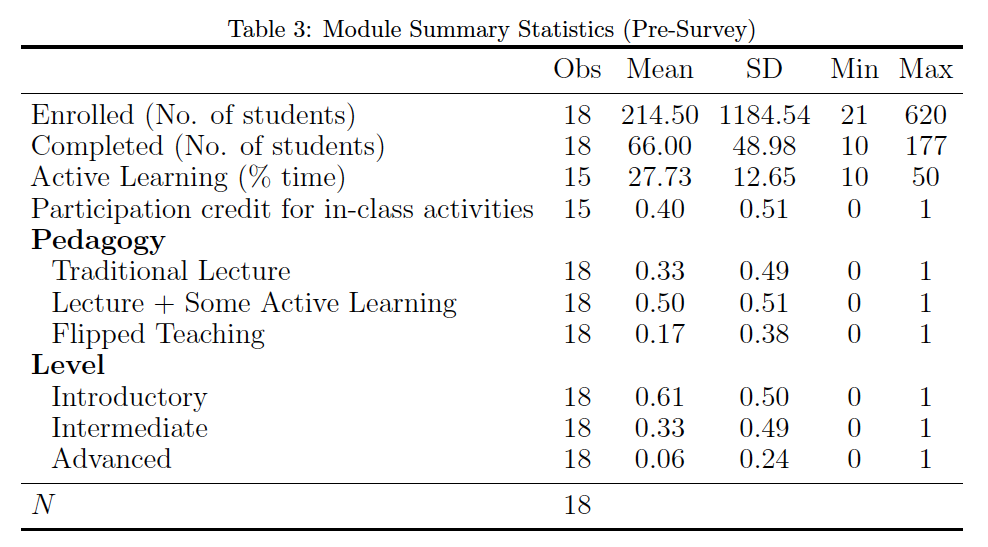 Table 3: Module Summary Statistics (Pre-Survey)
Obs Mean SD Min Max
Enrolled (No. of students) 18 214.50 1184.54 21 620
Completed (No. of students) 18 66.00 48.98 10 177
Active Learning (% time) 15 27.73 12.65 10 50
Participation credit for in-class activities 15 0.40 0.51 0 1
Pedagogy
Traditional Lecture 18 0.33 0.49 0 1
Lecture + Some Active Learning 18 0.50 0.51 0 1
Flipped Teaching 18 0.17 0.38 0 1
Level
Introductory 18 0.61 0.50 0 1
Intermediate 18 0.33 0.49 0 1
Advanced 18 0.06 0.24 0 1
N 18